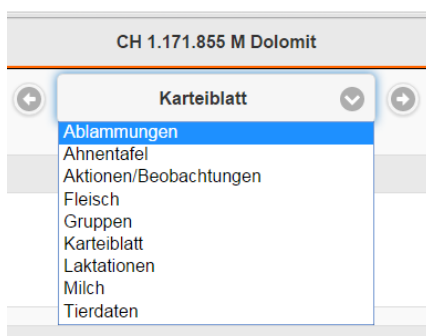 CH 1.171.855 M Dolomit
Karteiblatt
Ablammungen
Ahnentafel
Aktionen/Beobachtungen
Fleisch
Gruppen
Karteiblatt
Laktationen
Milch
Tierdaten